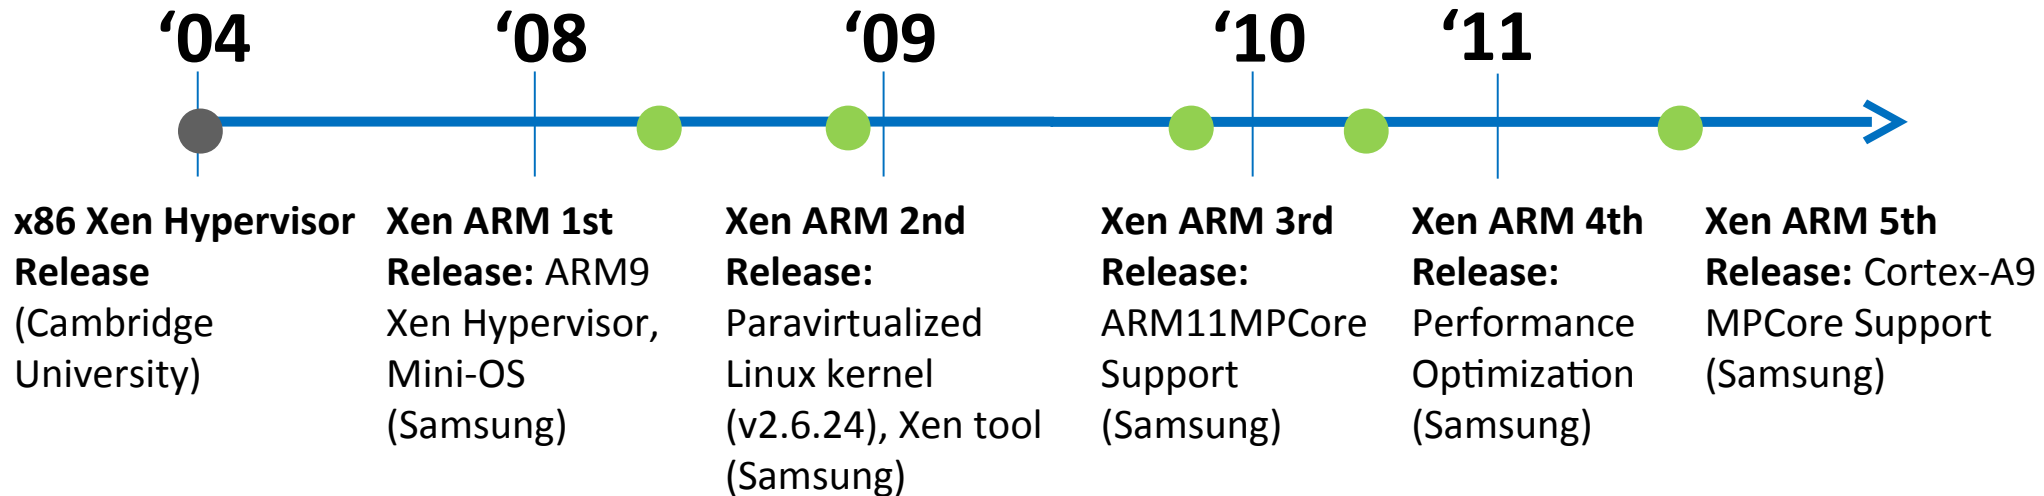 ‘04
‘08
‘09
‘10
‘11
x86 Xen Hypervisor
Release
(Cambridge
University)
Xen ARM 1st
Release: ARM9
Xen Hypervisor,
Mini-OS
(Samsung)
Xen ARM 2nd
Release:
Paravirtualized
Linux kernel
(v2.6.24), Xen tool
(Samsung)
Xen ARM 3rd
Release:
ARM11MPCore
Support
(Samsung)
Xen ARM 4th
Release:
Performance
Optimization
(Samsung)
Xen ARM 5th
Release: Cortex-A9
MPCore Support
(Samsung)